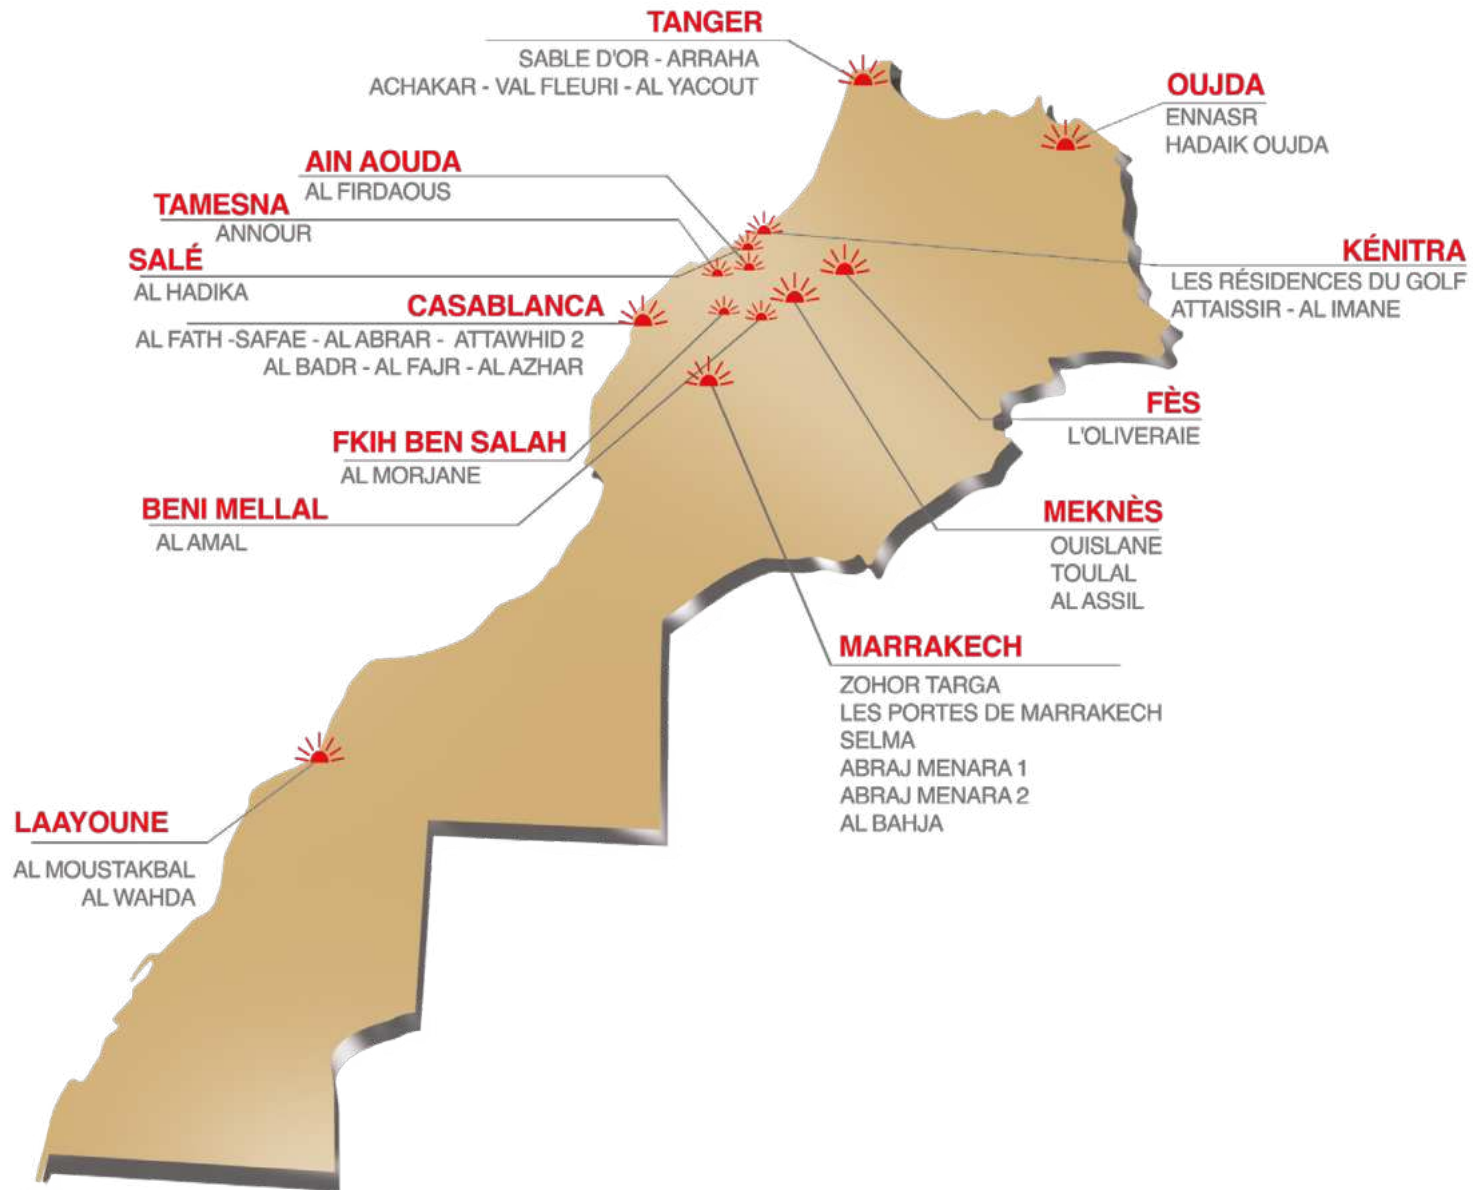 TANGER
SABLE D'OR - ARRAHA
ACHAKAR - VAL FLEURI - AL YACOUT
OUJDA
ENNASR
HADAIK OUJDA
AIN AOUDA
AL FIRDAOUS
TAMESNA
ANNOUR
SALÉ
AL HADIKA
KÉNITRA
LES RÉSIDENCES DU GOLF
ATTAISSIR - AL IMANE
CASABLANCA
AL FATH -SAFAE - AL ABRAR - ATTAWHID 2
AL BADR - AL FAJR - AL AZHAR
FÈS
L'OLIVERAIE
FKIH BEN SALAH
AL MORJANE
BENI MELLAL
AL AMAL
MEKNÈS
OUISLANE
TOULAL
AL ASSIL
MARRAKECH
ZOHOR TARGA
LES PORTES DE MARRAKECH
SELMA
ABRAJ MENARA 1
ABRAJ MENARA 2
AL BAHJA
LAAYOUNE
AL MOUSTAKBAL
AL WAHDA